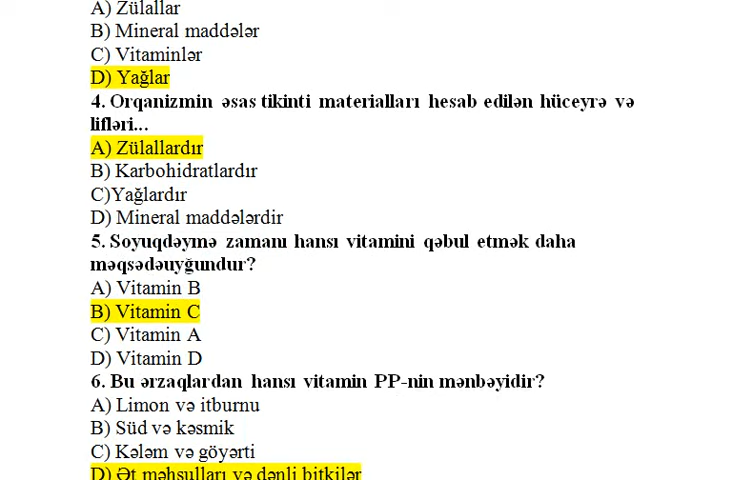 A) Zülallar
B) Mineral maddələr
C) Vitaminlər
D) Yağlar
4. Orqanizmin əsas tikinti materialları hesab edilən hüceyrə və
lifləri...
A) Zülallardır
B) Karbohidratlardır
C)Yağlardır
D) Mineral maddələrdir
5. Soyuqdəymə zamanı hansı vitamini qəbul etmək daha
məqsədəuyğundur?
A) Vitamin B
B) Vitamin C
C) Vitamin A
D) Vitamin D
6. Bu ərzaqlardan hansı vitamin PP-nin mənbəyidir?
A) Limon və itburnu
B) Süd və kəsmik
C) Kələm və göyərti
D) Ət məhsulları və dənli bitkilər